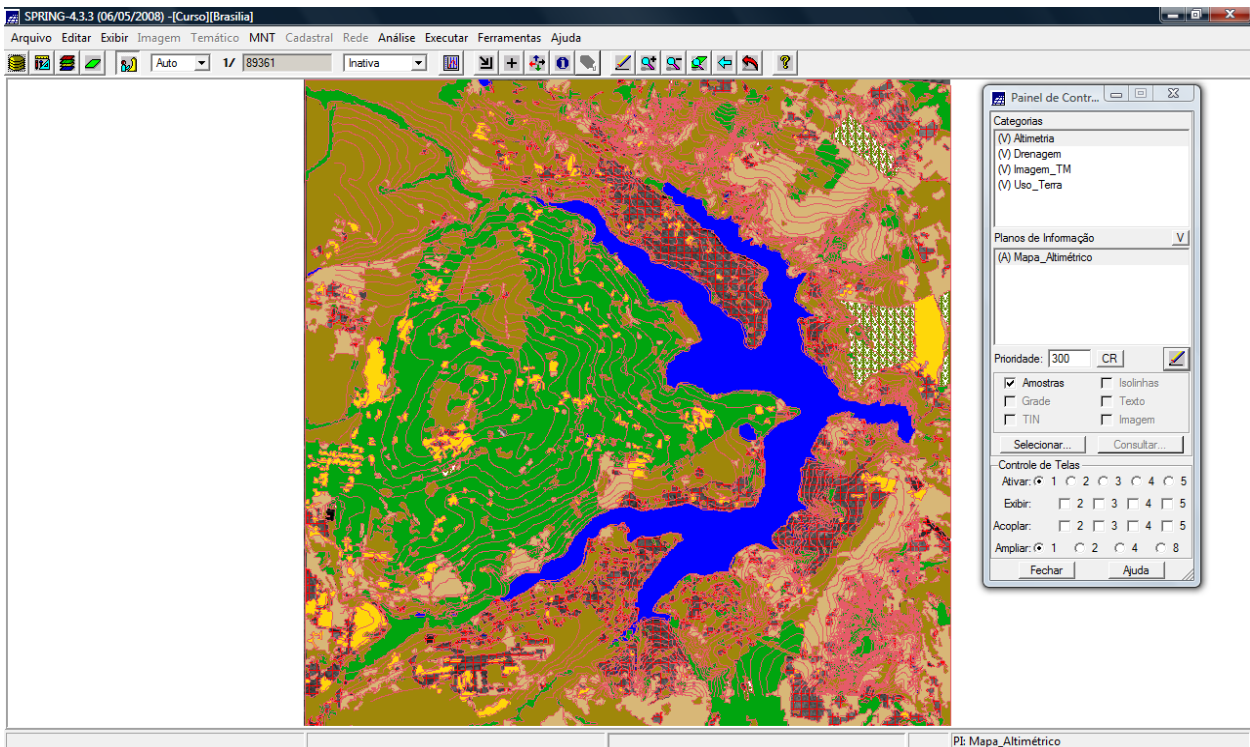 SPRING-4.3.3 (06/05/2008) -[Curso][Brasilia]
Arquivo Editar Exibir Imagem Temático MNT Cadastral Rede Análise Executar Ferramentas Ajuda
Auto 1/ 89361 Inativa
Painel de Contr...
Categorias
(V) Altimetria
(V) Drenagem
(V) Imagem_TM
(V) Uso_Terra
Planos de Informação V
(A) Mapa_Altimétrico
Prioridade: 300 CR
Amostras Isolinhas
Grade Texto
TIN Imagem
Selecionar... Consultar...
Controle de Telas
Ativar: 1 2 3 4 5
Exibir: 2 3 4 5
Acoplar: 2 3 4 5
Ampliar: 1 2 4 8
Fechar Ajuda
PI: Mapa_Altimétrico